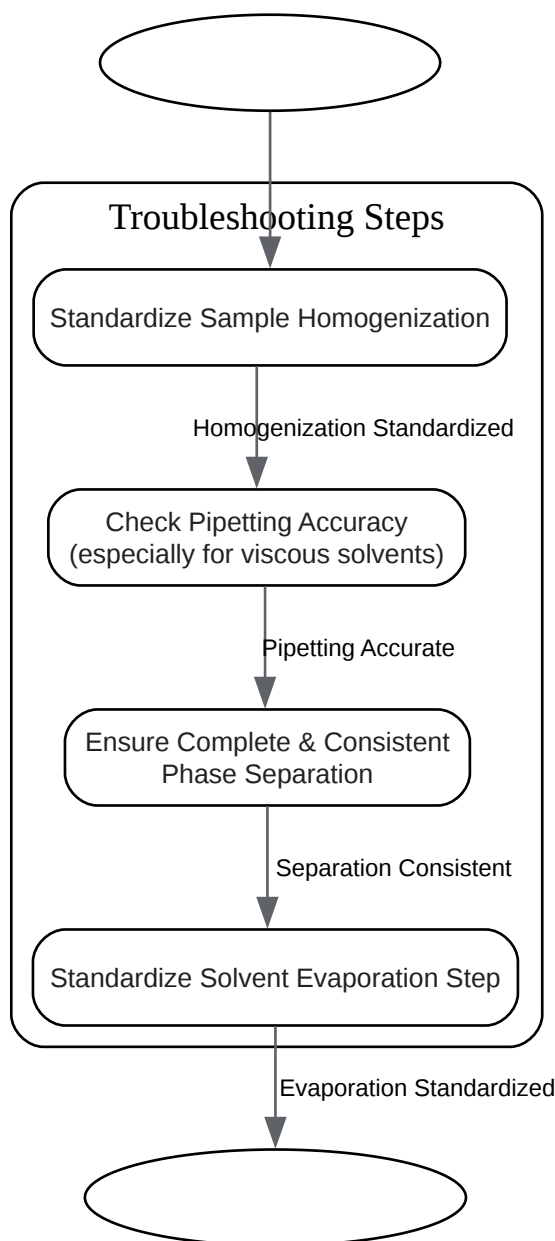 Troubleshooting Steps
Standardize Sample Homogenization
Homogenization Standardized
Check Pipetting Accuracy
(especially for viscous solvents)
Pipetting Accurate
Ensure Complete & Consistent
Phase Separation
Separation Consistent
Standardize Solvent Evaporation Step
Evaporation Standardized